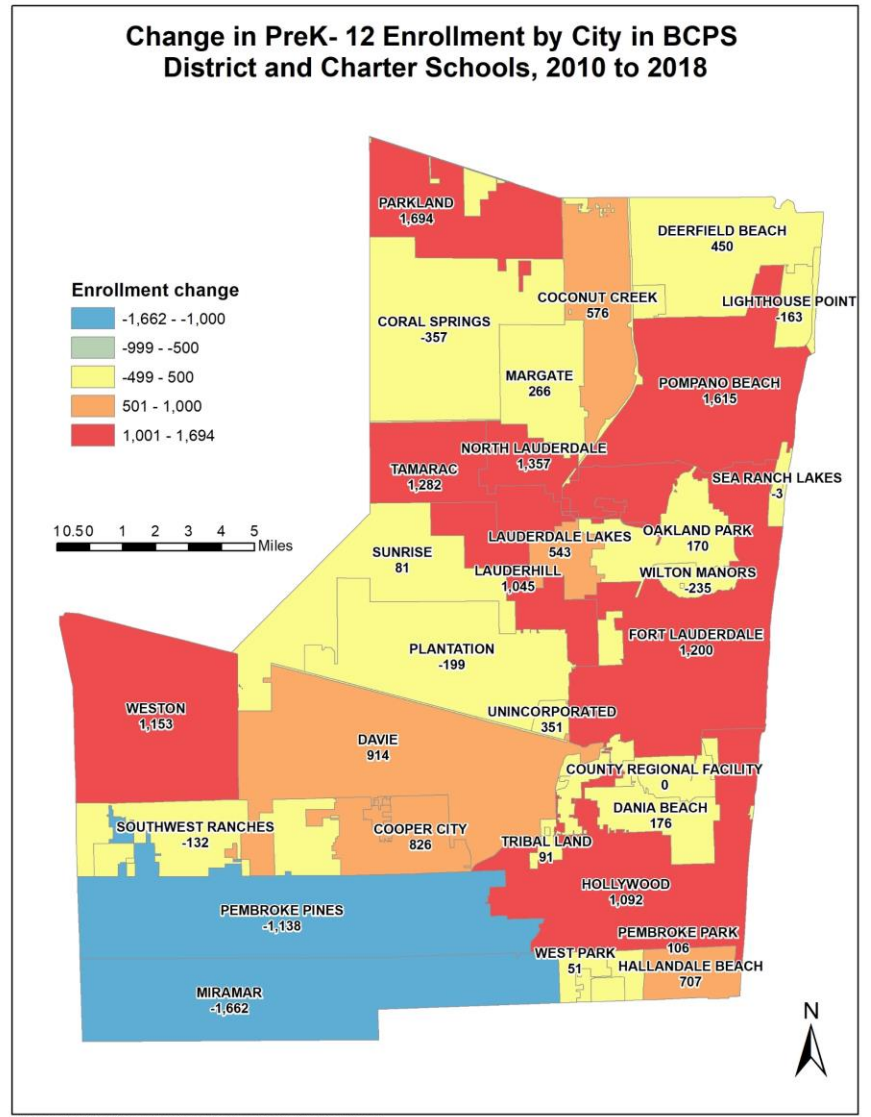 Change in PreK- 12 Enrollment by City in BCPS
District and Charter Schools, 2010 to 2018
PARKLAND
1,694
DEERFIELD BEACH
450
Enrollment change
-1,662 - -1,000
-999 - -500
-499 - 500
501 - 1,000
1,001 - 1,694
COCONUT CREEK
576
LIGHTHOUSE POINT
-163
CORAL SPRINGS
-357
MARGATE
266
POMPANO BEACH
1,615
NORTH LAUDERDALE
1,357
TAMARAC
1,282
SEA RANCH LAKES
-3
10.50 1 2 3 4 5
Miles
LAUDERDALE LAKES
543
OAKLAND PARK
170
SUNRISE
81
LAUDERHILL
1,045
WILTON MANORS
-235
FORT LAUDERDALE
1,200
PLANTATION
-199
WESTON
1,153
UNINCORPORATED
351
DAVIE
914
COUNTY REGIONAL FACILITY
0
DANIA BEACH
176
SOUTHWEST RANCHES
-132
COOPER CITY
826
TRIBAL LAND
91
HOLLYWOOD
1,092
PEMBROKE PINES
-1,138
PEMBROKE PARK
106
WEST PARK
51
HALLANDALE BEACH
707
MIRAMAR
-1,662
N